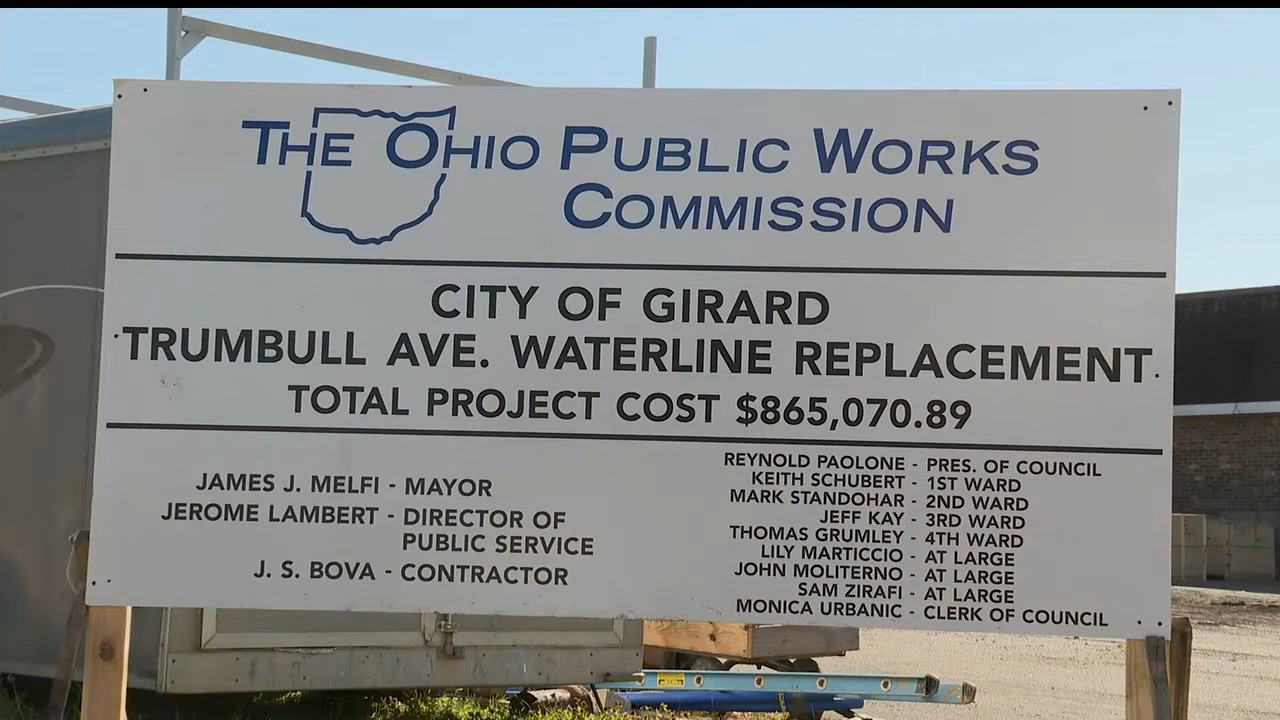 THE OHIO PUBLIC WORKS
COMMISSION
CITY OF GIRARD
TRUMBULL AVE. WATERLINE REPLACEMENT
TOTAL PROJECT COST $865,070.89
JAMES J. MELFI - MAYOR
JEROME LAMBERT - DIRECTOR OF
PUBLIC SERVICE
J. S. BOVA - CONTRACTOR
REYNOLD PAOLONE - PRES. OF COUNCIL
KEITH SCHUBERT - 1ST WARD
MARK STANDOHAR - 2ND WARD
JEFF KAY - 3RD WARD
THOMAS GRUMLEY - 4TH WARD
LILY MARTICCIO - AT LARGE
JOHN MOLITERNO - AT LARGE
SAM ZIRAFI - AT LARGE
MONICA URBANIC - CLERK OF COUNCIL